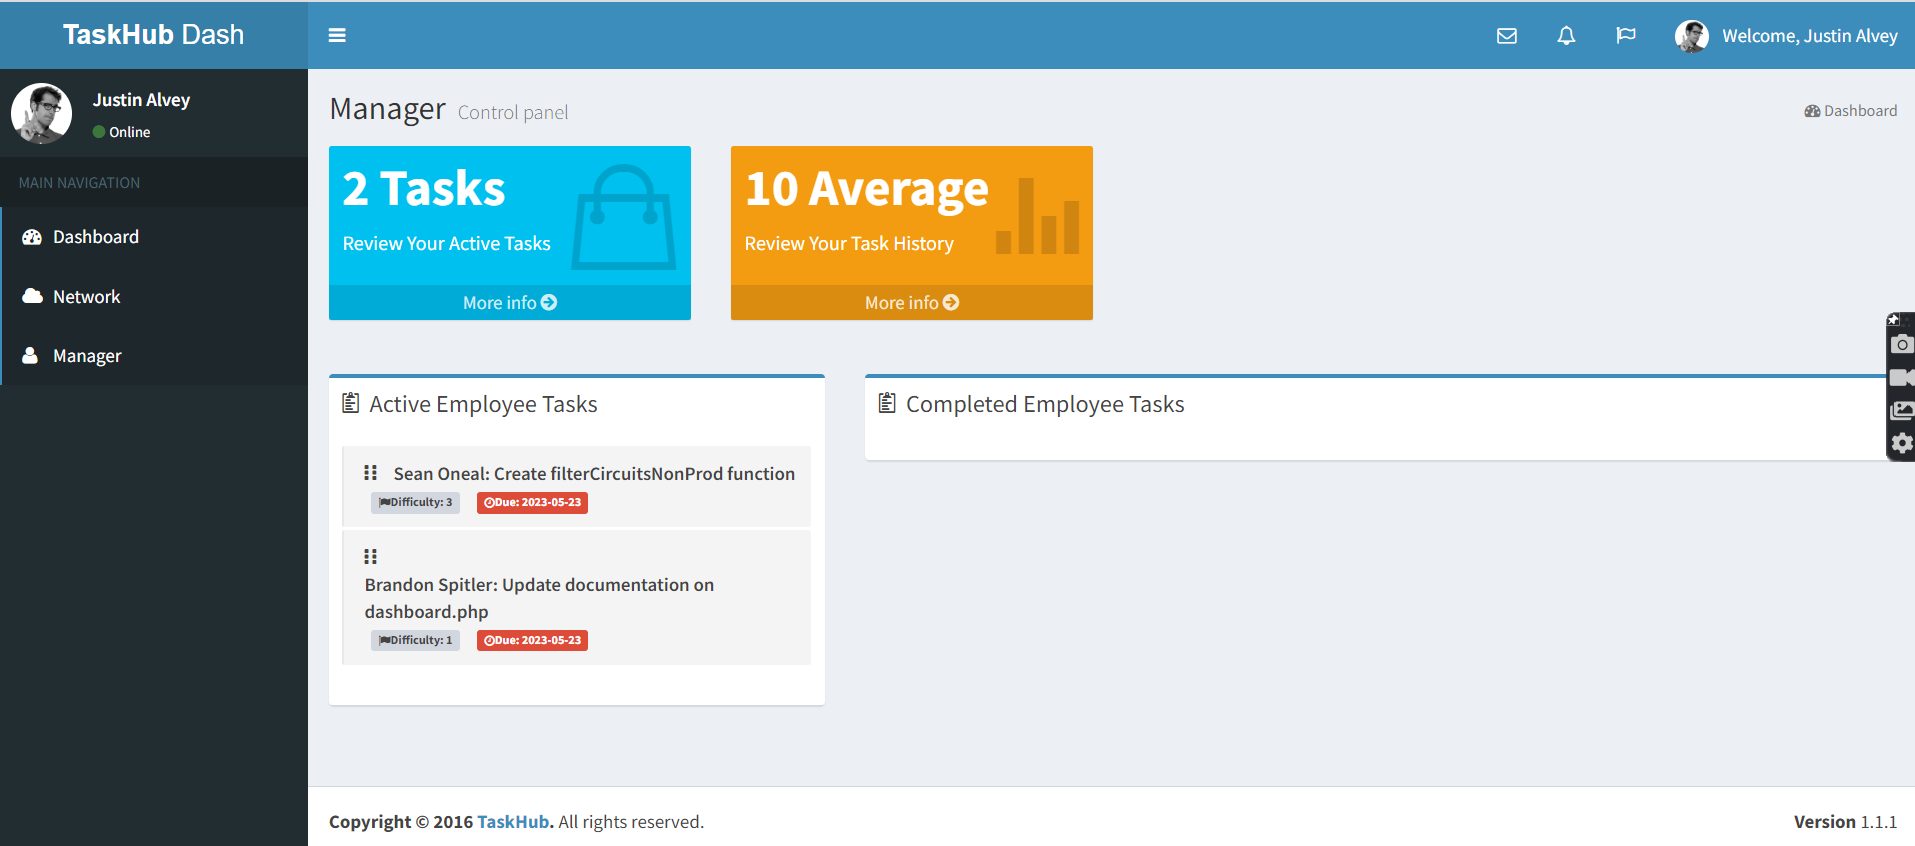 TaskHub Dash
Welcome, Justin Alvey
Justin Alvey
Online
MAIN NAVIGATION
Dashboard
Network
Manager
Manager Control panel
Dashboard
2 Tasks
Review Your Active Tasks
More info
10 Average
Review Your Task History
More info
Active Employee Tasks
Sean Oneal: Create filterCircuitsNonProd function
Difficulty: 3 Due: 2023-05-23
Brandon Spitler: Update documentation on
dashboard.php
Difficulty: 1 Due: 2023-05-23
Completed Employee Tasks
Copyright © 2016 TaskHub. All rights reserved.
Version 1.1.1